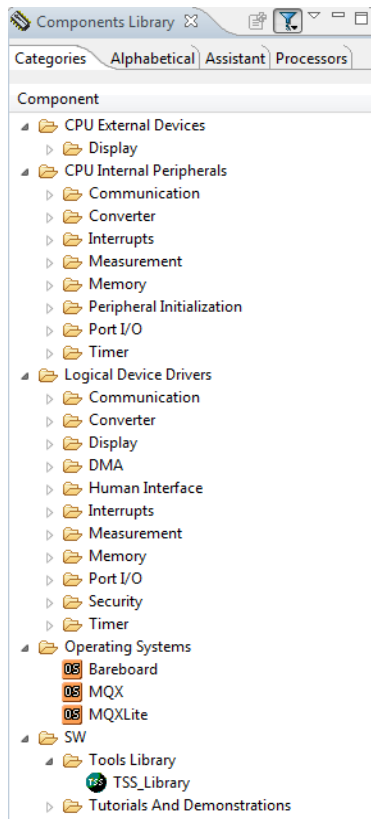 Components Library
Categories Alphabetical Assistant Processors
Component
CPU External Devices
Display
CPU Internal Peripherals
Communication
Converter
Interrupts
Measurement
Memory
Peripheral Initialization
Port I/O
Timer
Logical Device Drivers
Communication
Converter
Display
DMA
Human Interface
Interrupts
Measurement
Memory
Port I/O
Security
Timer
Operating Systems
OS Bareboard
OS MQX
OS MQXLite
SW
Tools Library
TSS TSS_Library
Tutorials And Demonstrations